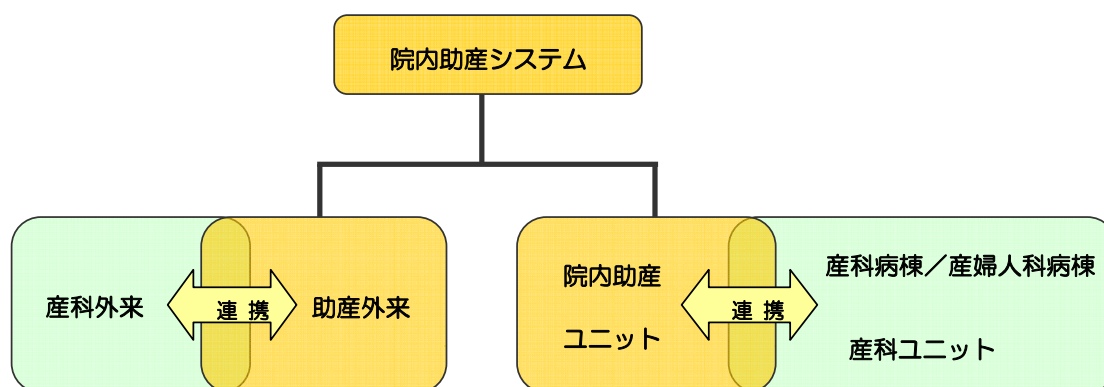 院内助産システム
産科外来
連 携
助産外来
院内助産
ユニット
連 携
産科病棟／産婦人科病棟
産科ユニット